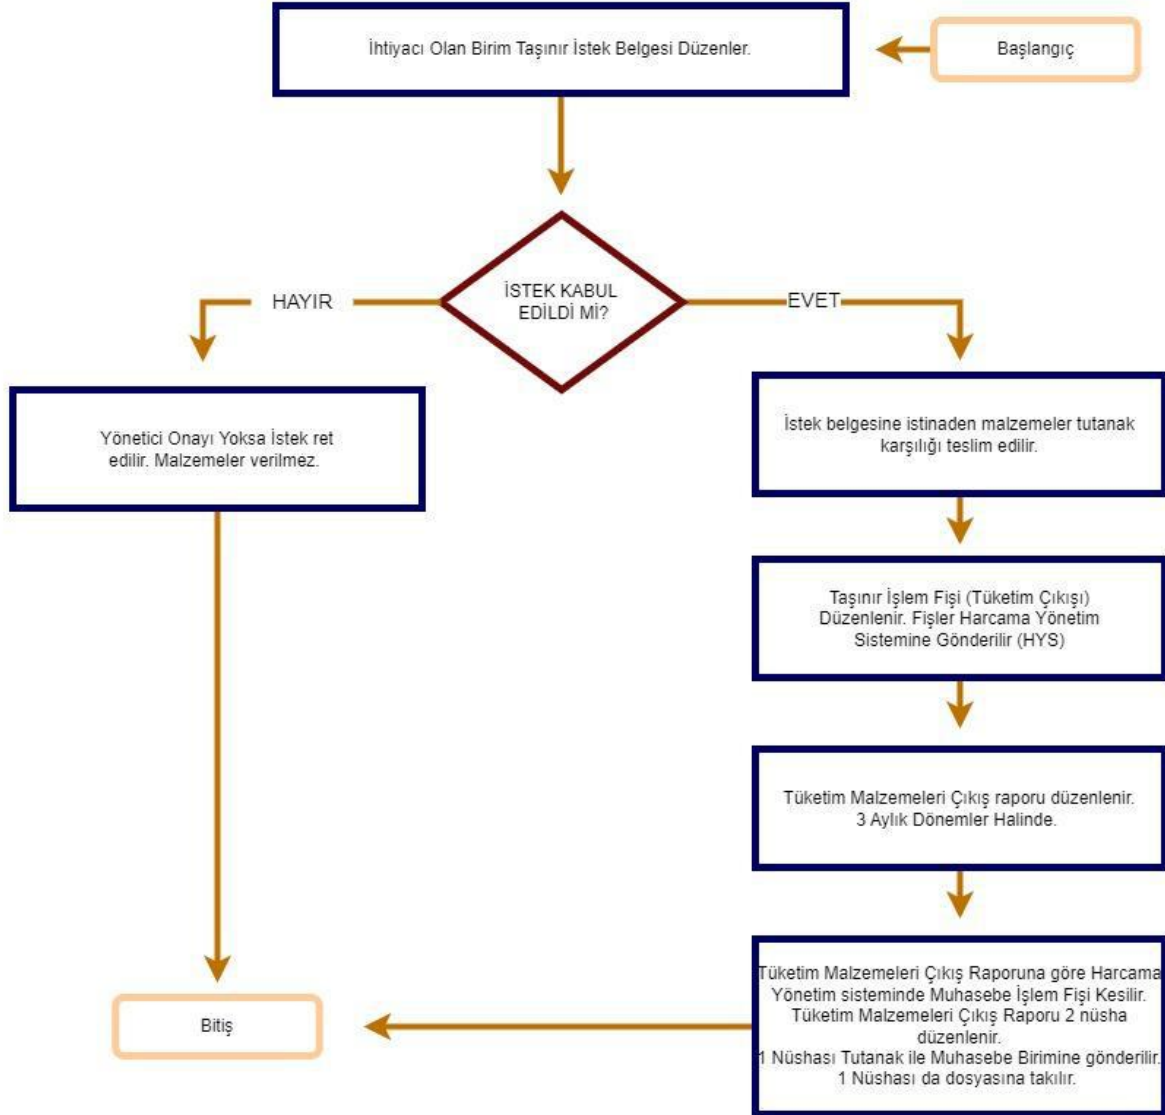 Başlangıç
İhtiyacı Olan Birim Taşınır İstek Belgesi Düzenler.
İSTEK KABUL
EDİLDİ Mİ?
HAYIR
EVET
Yönetici Onayı Yoksa İstek ret
edilir. Malzemeler verilmez.
İstek belgesine istinaden malzemeler tutanak
karşılığı teslim edilir.
Taşınır İşlem Fişi (Tüketim Çıkışı)
Düzenlenir. Fişler Harcama Yönetim
Sistemine Gönderilir (HYS)
Tüketim Malzemeleri Çıkış raporu düzenlenir.
3 Aylık Dönemler Halinde.
Tüketim Malzemeleri Çıkış Raporuna göre Harcama
Yönetim sisteminde Muhasebe İşlem Fişi Kesilir.
Tüketim Malzemeleri Çıkış Raporu 2 nüsha
düzenlenir.
1 Nüshası Tutanak ile Muhasebe Birimine gönderilir.
1 Nüshası da dosyasına takılır.
Bitiş